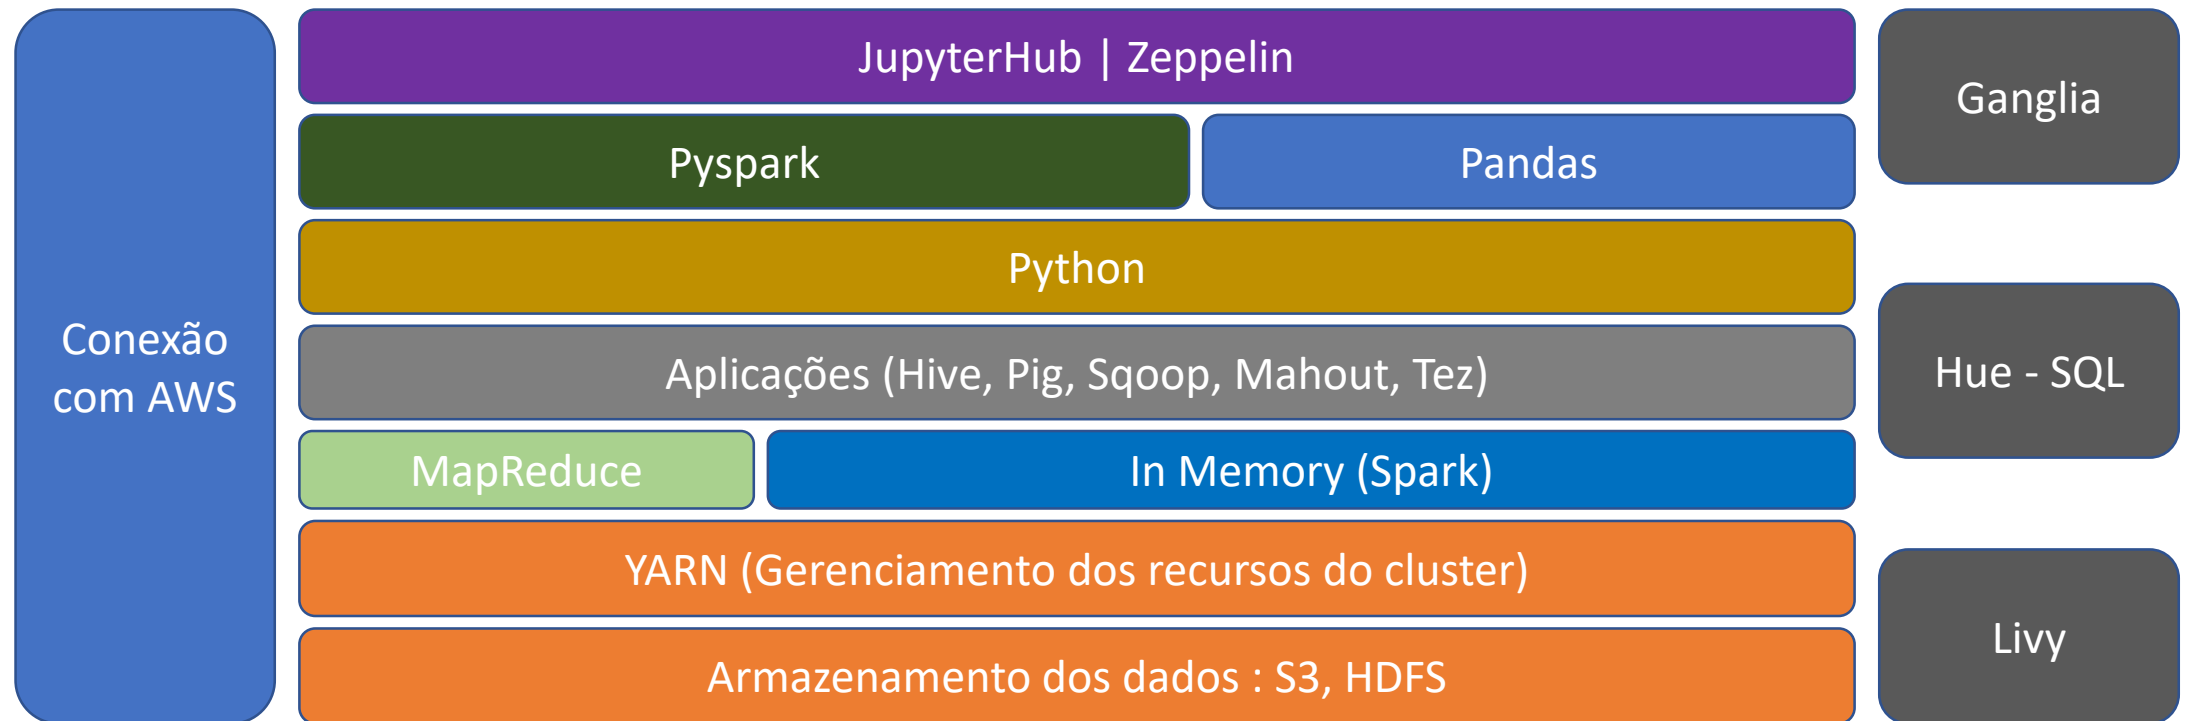 Conexão
com AWS
JupyterHub | Zeppelin
Pyspark
Pandas
Python
Aplicações (Hive, Pig, Sqoop, Mahout, Tez)
MapReduce
In Memory (Spark)
YARN (Gerenciamento dos recursos do cluster)
Armazenamento dos dados : S3, HDFS
Ganglia
Hue - SQL
Livy